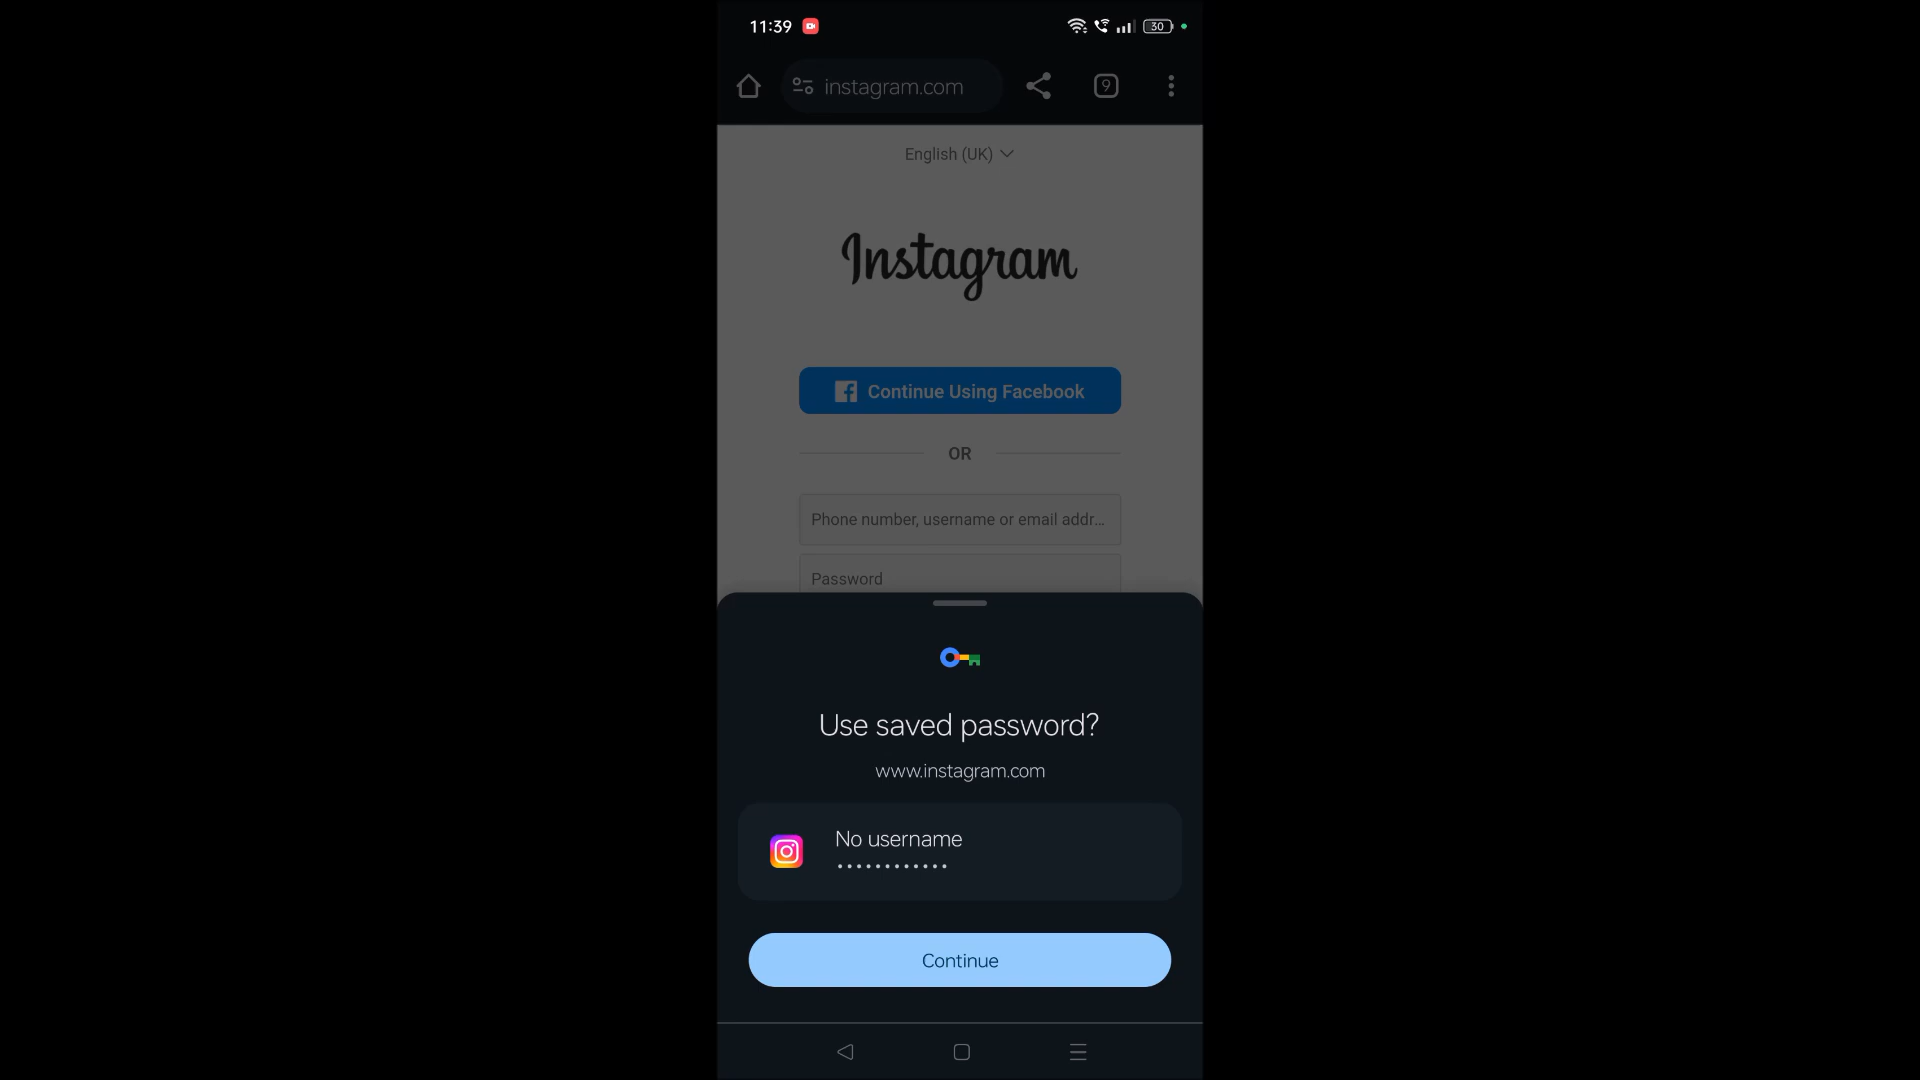 11:39
30
instagram.com
9
English (UK)
Instagram
Continue Using Facebook
OR
Phone number, username or email addr...
Password
Use saved password?
www.instagram.com
No username
••••••••••••
Continue